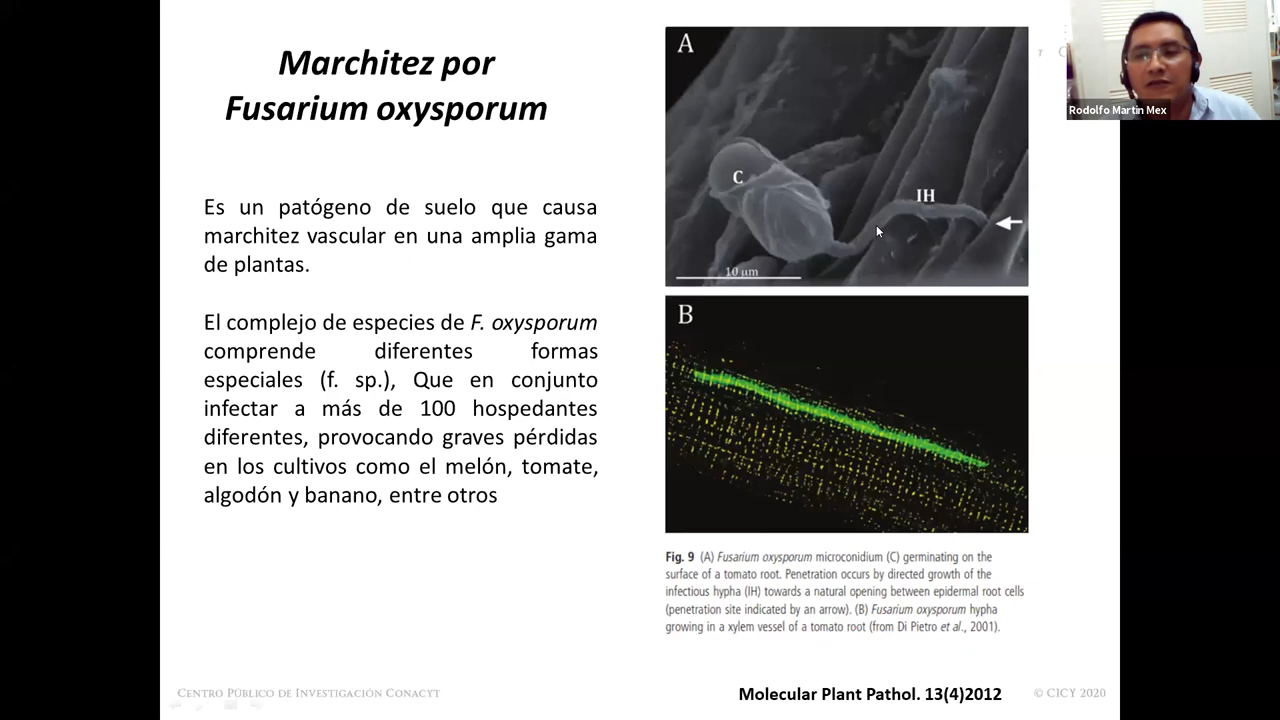 Marchitez por
Fusarium oxysporum
Es un patógeno de suelo que causa
marchitez vascular en una amplia gama
de plantas.
El complejo de especies de F. oxysporum
comprende diferentes formas
especiales (f. sp.), Que en conjunto
infectar a más de 100 hospedantes
diferentes, provocando graves pérdidas
en los cultivos como el melón, tomate,
algodón y banano, entre otros
A
C
IH
10 µm
B
Fig. 9 (A) Fusarium oxysporum microconidium (C) germinating on the
surface of a tomato root. Penetration occurs by directed growth of the
infectious hypha (IH) towards a natural opening between epidermal root cells
(penetration site indicated by an arrow). (B) Fusarium oxysporum hypha
growing in a xylem vessel of a tomato root (from Di Pietro et al., 2001).
Rodolfo Martin Mex
Centro Público de Investigación Conacyt
Molecular Plant Pathol. 13(4)2012
© CICY 2020